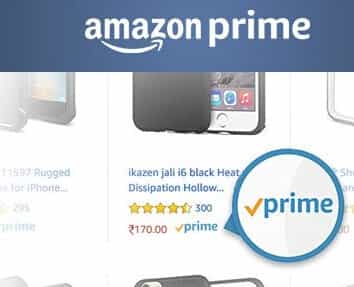 amazon prime
11597 Rugged
e for iPhone...
295
prime
ikazen jali i6 black Heat
Dissipation Hollow...
300
₹170.00 prime
prime